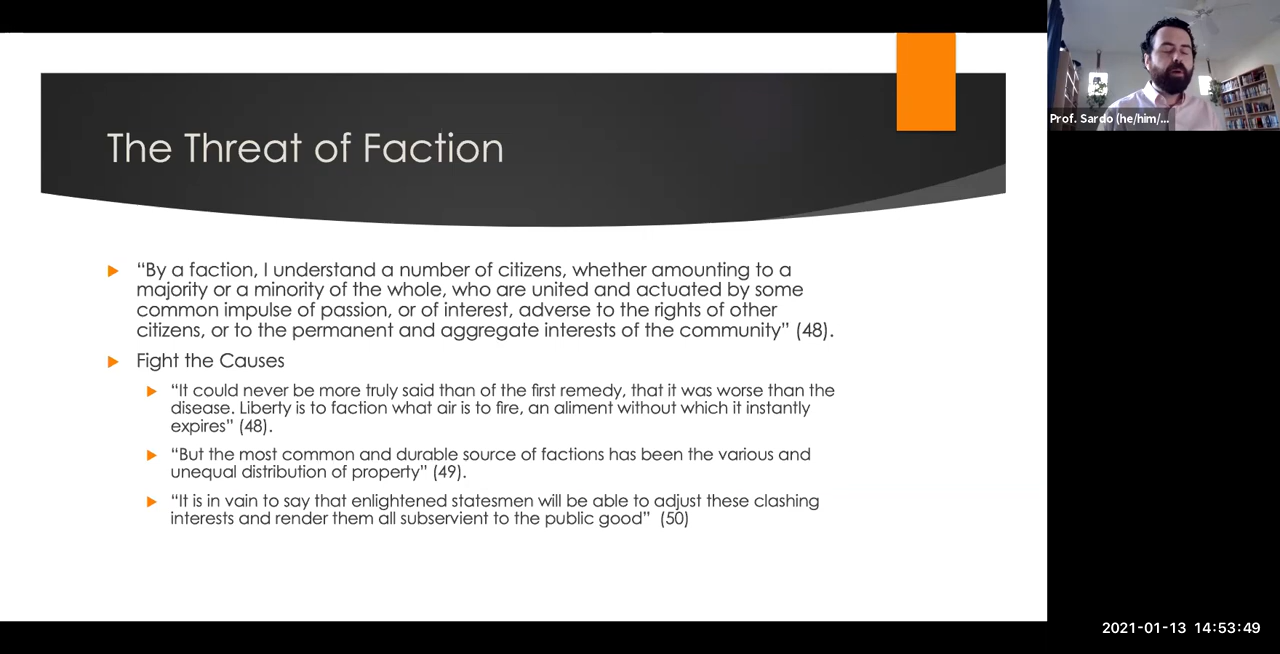 The Threat of Faction
“By a faction, I understand a number of citizens, whether amounting to a
majority or a minority of the whole, who are united and actuated by some
common impulse of passion, or of interest, adverse to the rights of other
citizens, or to the permanent and aggregate interests of the community” (48).
Fight the Causes
“It could never be more truly said than of the first remedy, that it was worse than the
disease. Liberty is to faction what air is to fire, an aliment without which it instantly
expires” (48).
“But the most common and durable source of factions has been the various and
unequal distribution of property” (49).
“It is in vain to say that enlightened statesmen will be able to adjust these clashing
interests and render them all subservient to the public good”  (50)
Prof. Sardo (he/him/...
2021-01-13 14:53:49